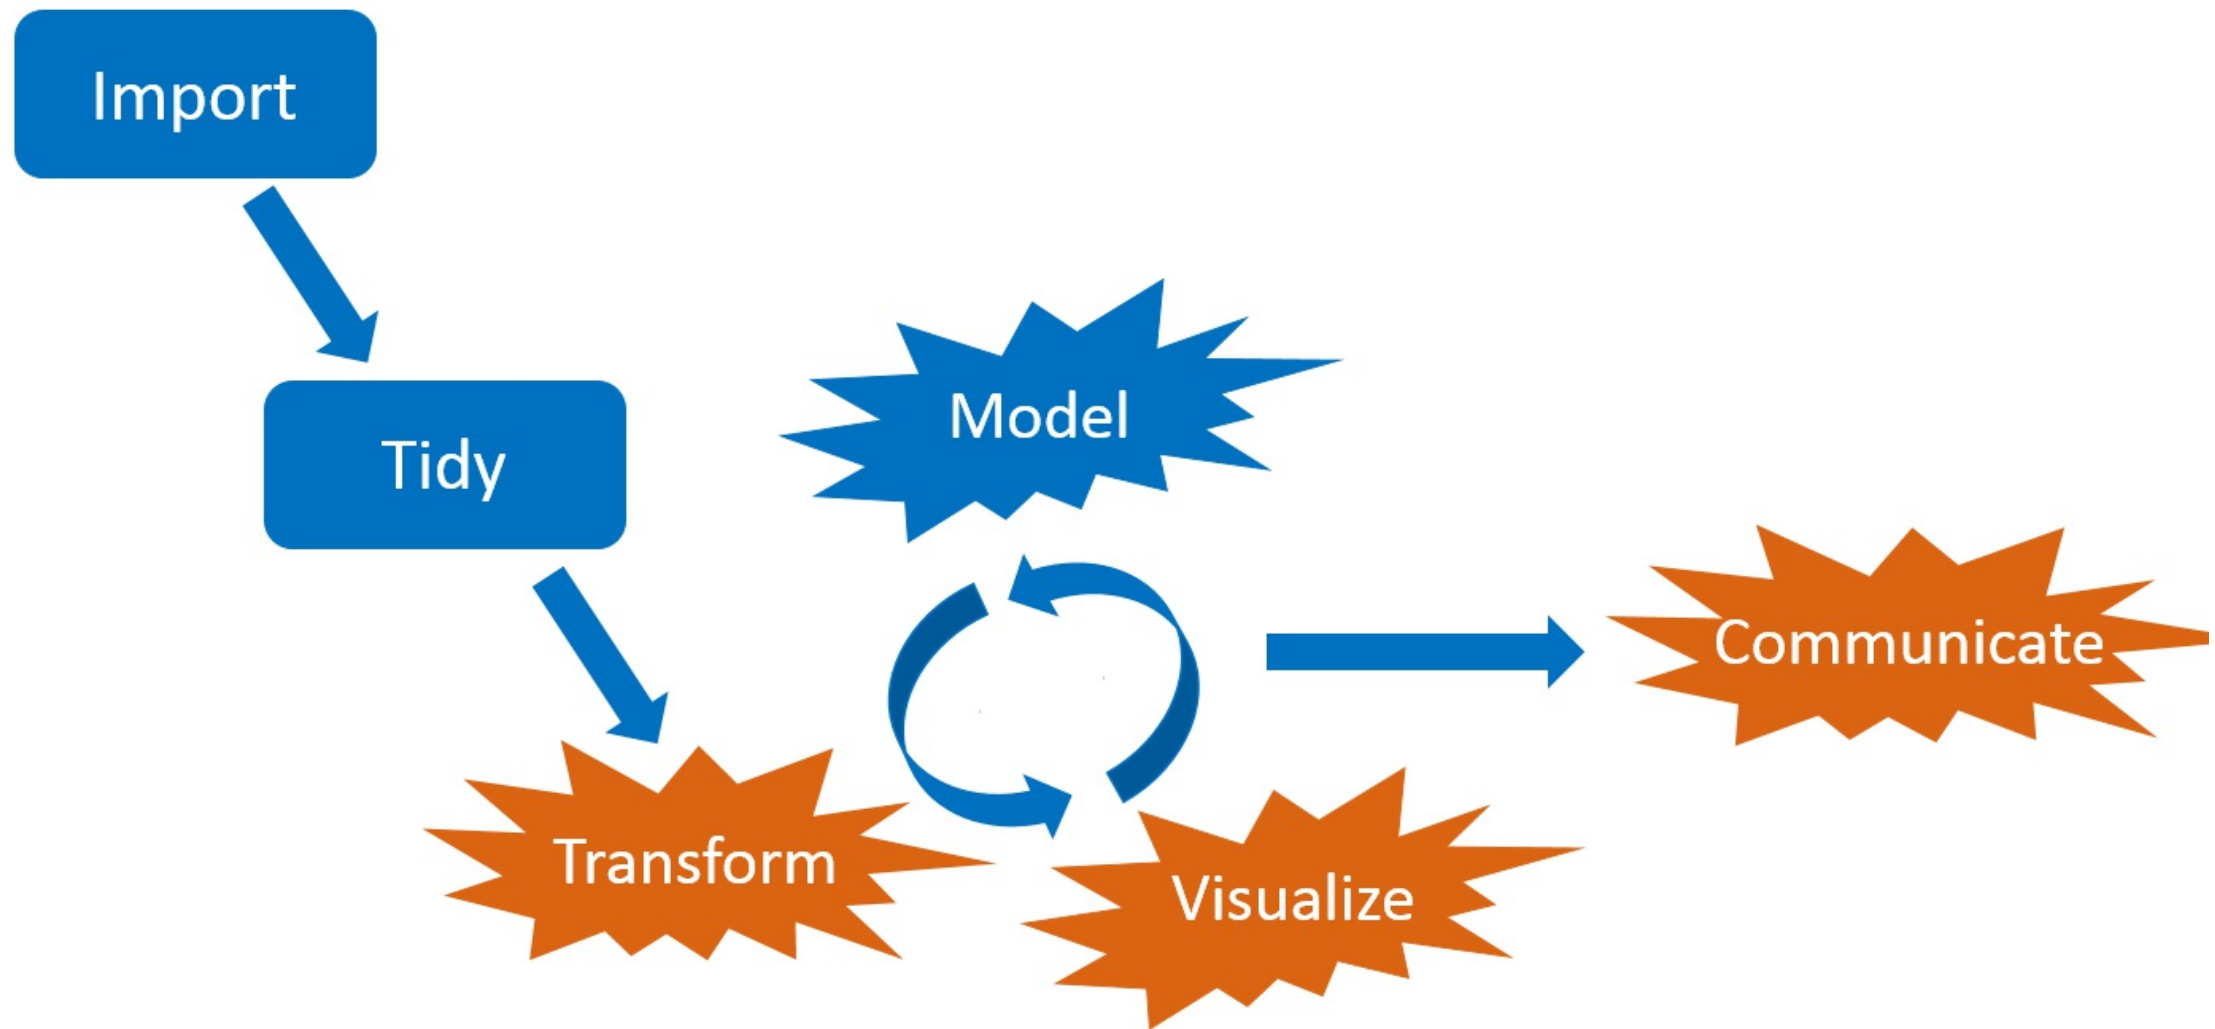 Import
Tidy
Model
Transform
Visualize
Communicate